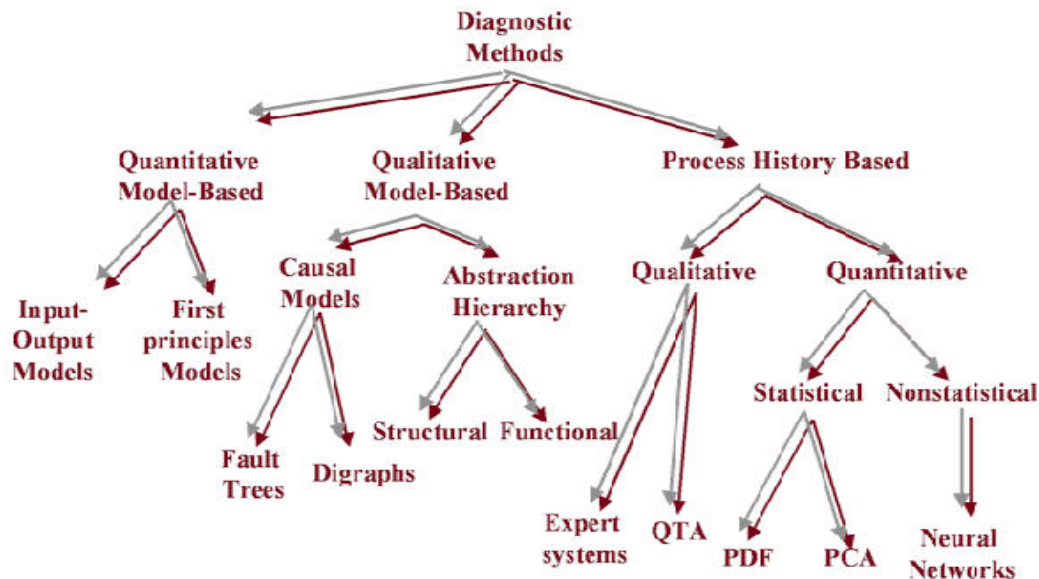 Diagnostic
Methods
Quantitative
Model-Based
Qualitative
Model-Based
Process History Based
Input-
Output
Models
First
principles
Models
Causal
Models
Abstraction
Hierarchy
Qualitative
Quantitative
Fault
Trees
Digraphs
Structural
Functional
Statistical
Nonstatistical
Expert
systems
QTA
PDF
PCA
Neural
Networks